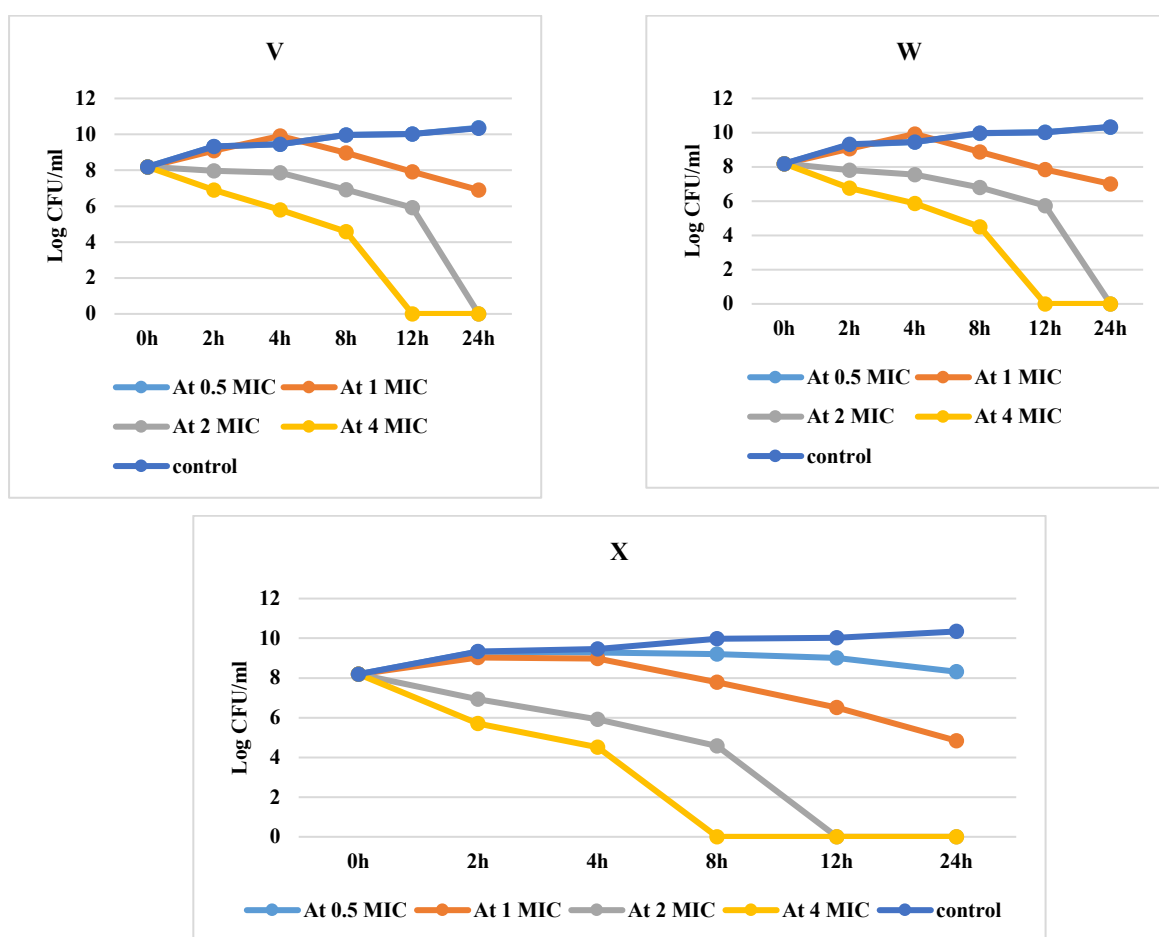 V
12
10
8
6
4
2
0
Log CFU/ml
0h 2h 4h 8h 12h 24h
At 0.5 MIC At 1 MIC
At 2 MIC At 4 MIC
control
W
12
10
8
6
4
2
0
Log CFU/ml
0h 2h 4h 8h 12h 24h
At 0.5 MIC At 1 MIC
At 2 MIC At 4 MIC
control
X
12
10
8
6
4
2
0
Log CFU/ml
0h 2h 4h 8h 12h 24h
At 0.5 MIC At 1 MIC At 2 MIC At 4 MIC control